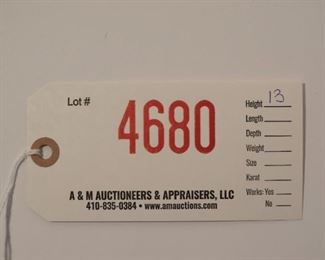 Lot #
4680
Height 13
Length
Depth
Weight
Size
Karat
Works: Yes
No
A & M AUCTIONEERS & APPRAISERS, LLC
410-835-0384 • www.amauctions.com